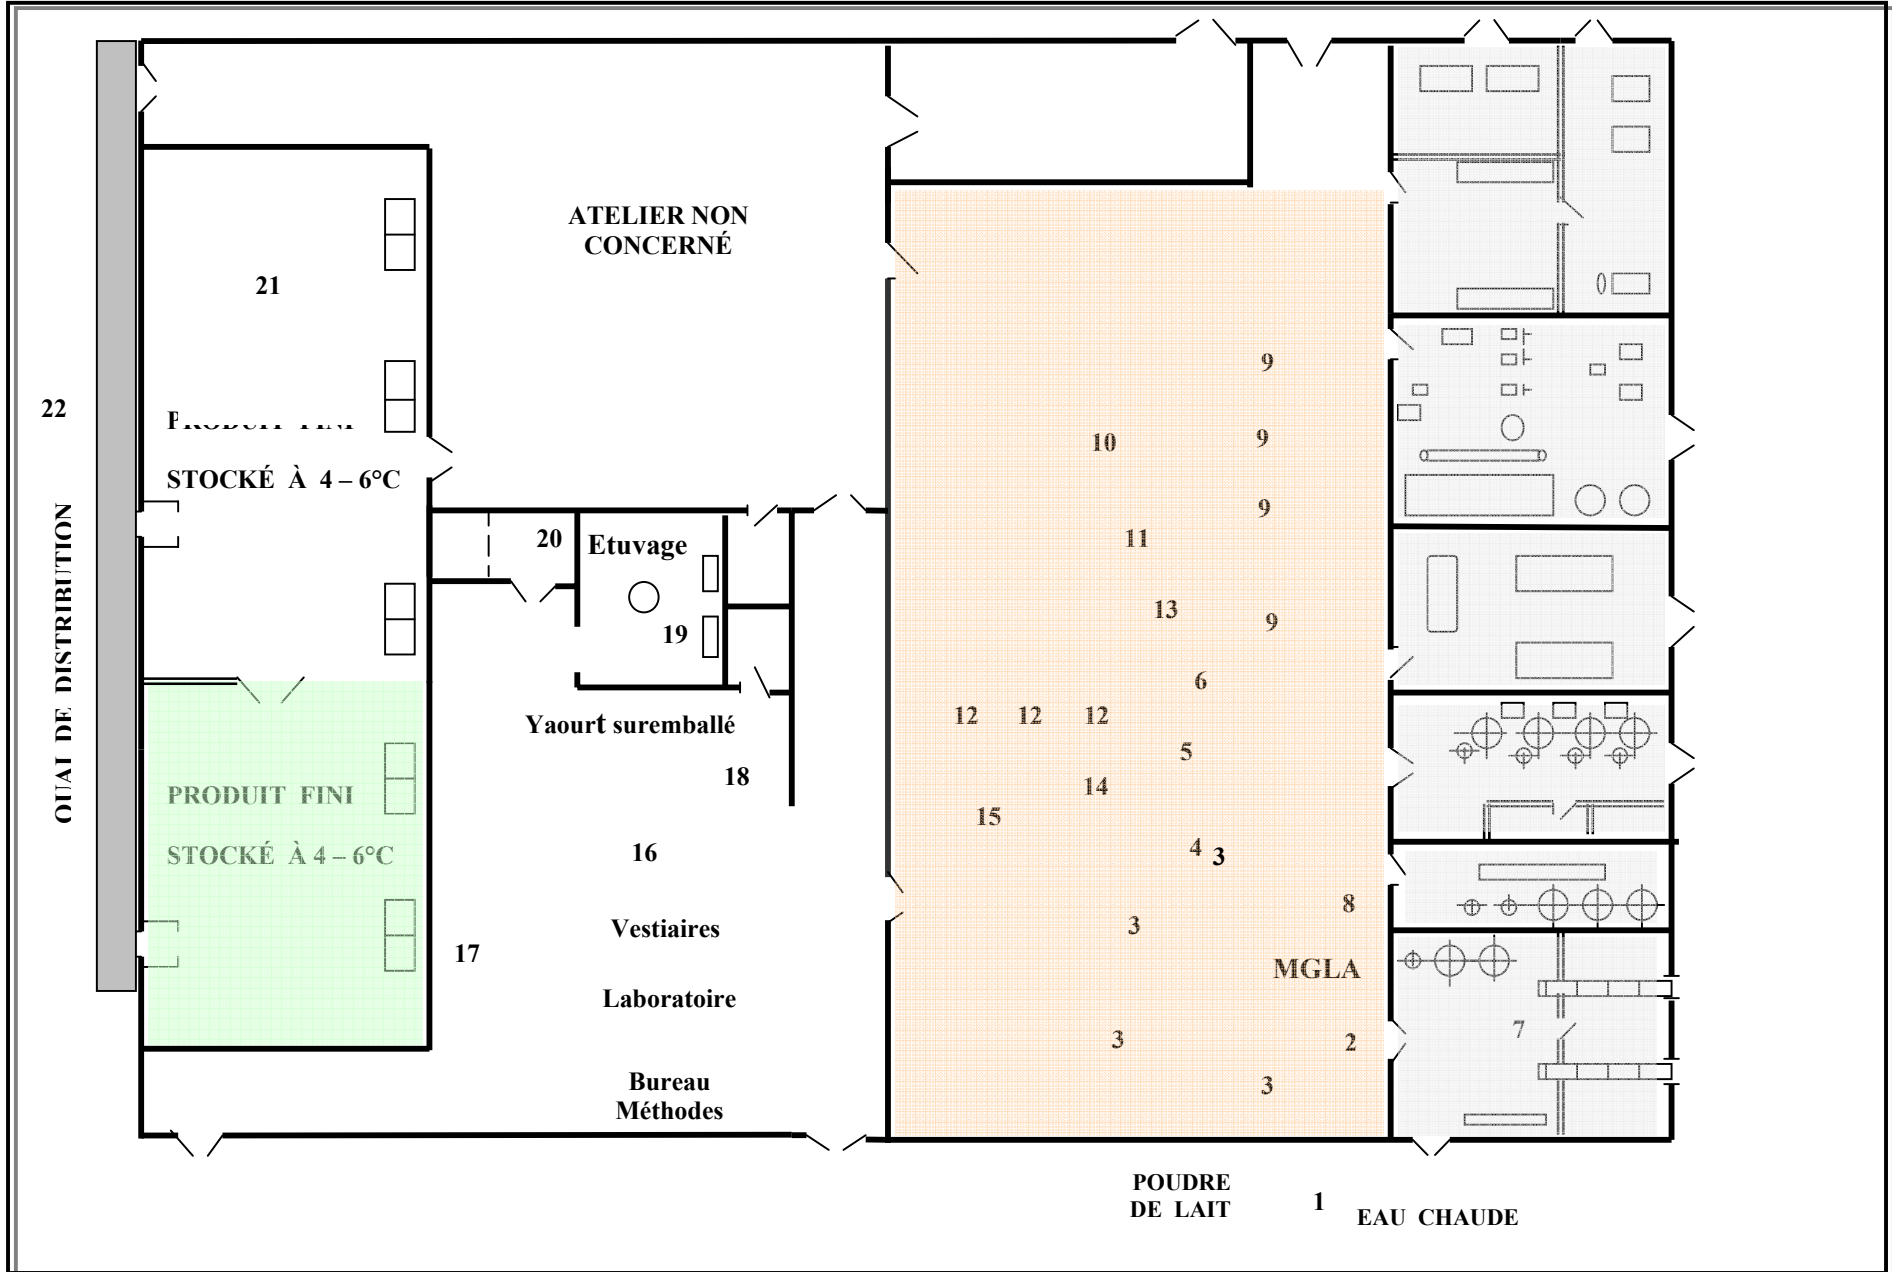 ATELIER NON
CONCERNÉ
21
9
22
10
9
PRODUIT FINI
STOCKÉ À 4 – 6°C
9
20
Etuvage
11
13
9
19
6
12
12
12
Yaourt suremballé
5
18
14
QUAI DE DISTRIBUTION
PRODUIT FINI
15
STOCKÉ À 4 – 6°C
16
4
3
8
Vestiaires
3
17
MGLA
Laboratoire
7
3
2
Bureau
Méthodes
3
POUDRE
DE LAIT
1
EAU CHAUDE